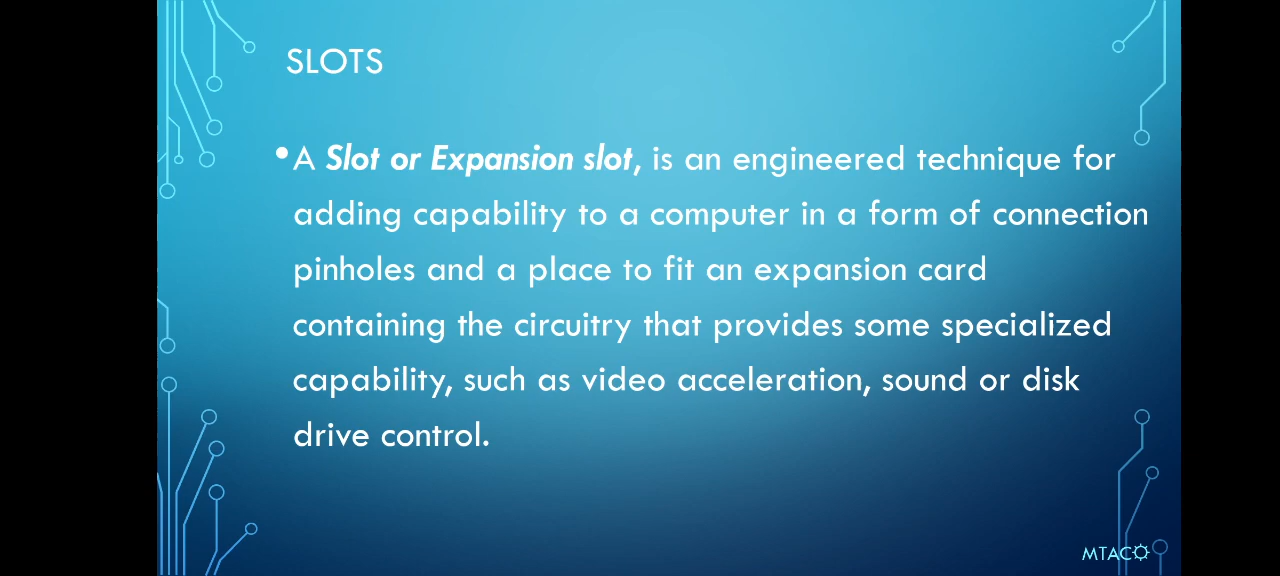 SLOTS
• A Slot or Expansion slot, is an engineered technique for
adding capability to a computer in a form of connection
pinholes and a place to fit an expansion card
containing the circuitry that provides some specialized
capability, such as video acceleration, sound or disk
drive control.
MTAC